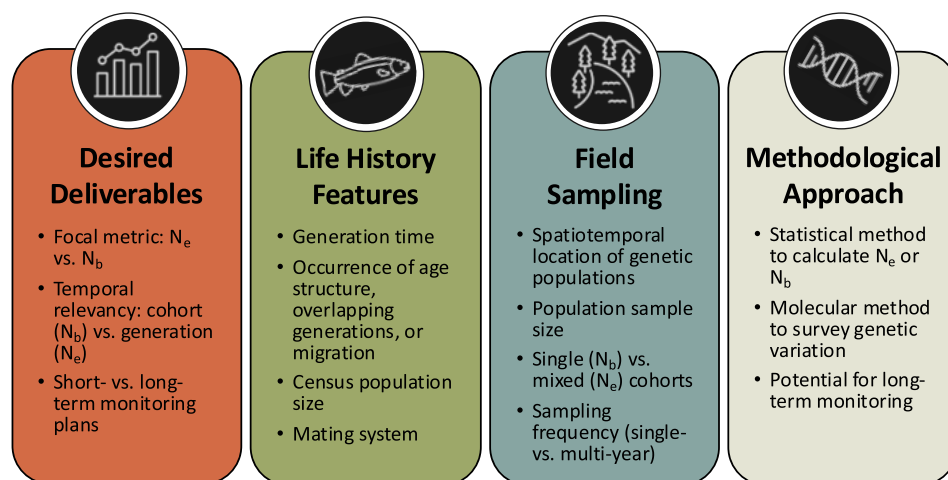 Desired
Deliverables
• Focal metric: Nₑ
vs. N_b
• Temporal
relevancy: cohort
(N_b) vs. generation
(Nₑ)
• Short- vs. long-
term monitoring
plans
Life History
Features
• Generation time
• Occurrence of age
structure,
overlapping
generations, or
migration
• Census population
size
• Mating system
Field
Sampling
• Spatiotemporal
location of genetic
populations
• Population sample
size
• Single (N_b) vs.
mixed (Nₑ) cohorts
• Sampling
frequency (single-
vs. multi-year)
Methodological
Approach
• Statistical method
to calculate Nₑ or
N_b
• Molecular method
to survey genetic
variation
• Potential for long-
term monitoring